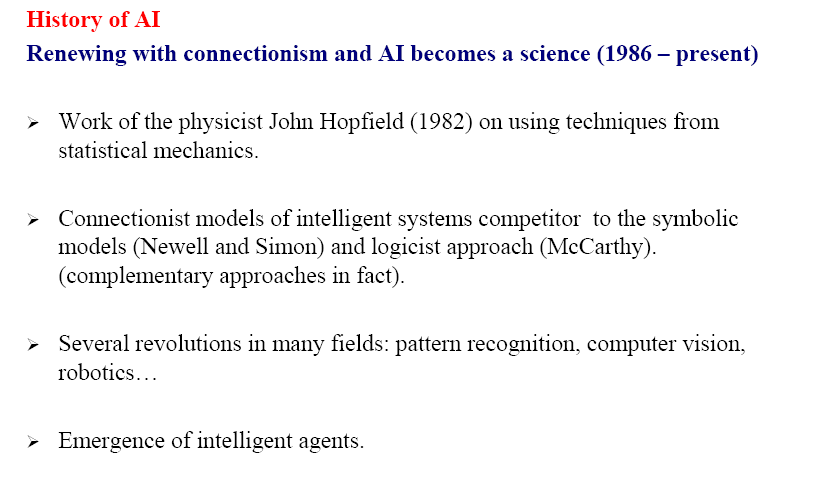 History of AI
Renewing with connectionism and AI becomes a science (1986 – present)
➢ Work of the physicist John Hopfield (1982) on using techniques from
statistical mechanics.
➢ Connectionist models of intelligent systems competitor  to the symbolic
models (Newell and Simon) and logicist approach (McCarthy).
(complementary approaches in fact).
➢ Several revolutions in many fields: pattern recognition, computer vision,
robotics…
➢ Emergence of intelligent agents.